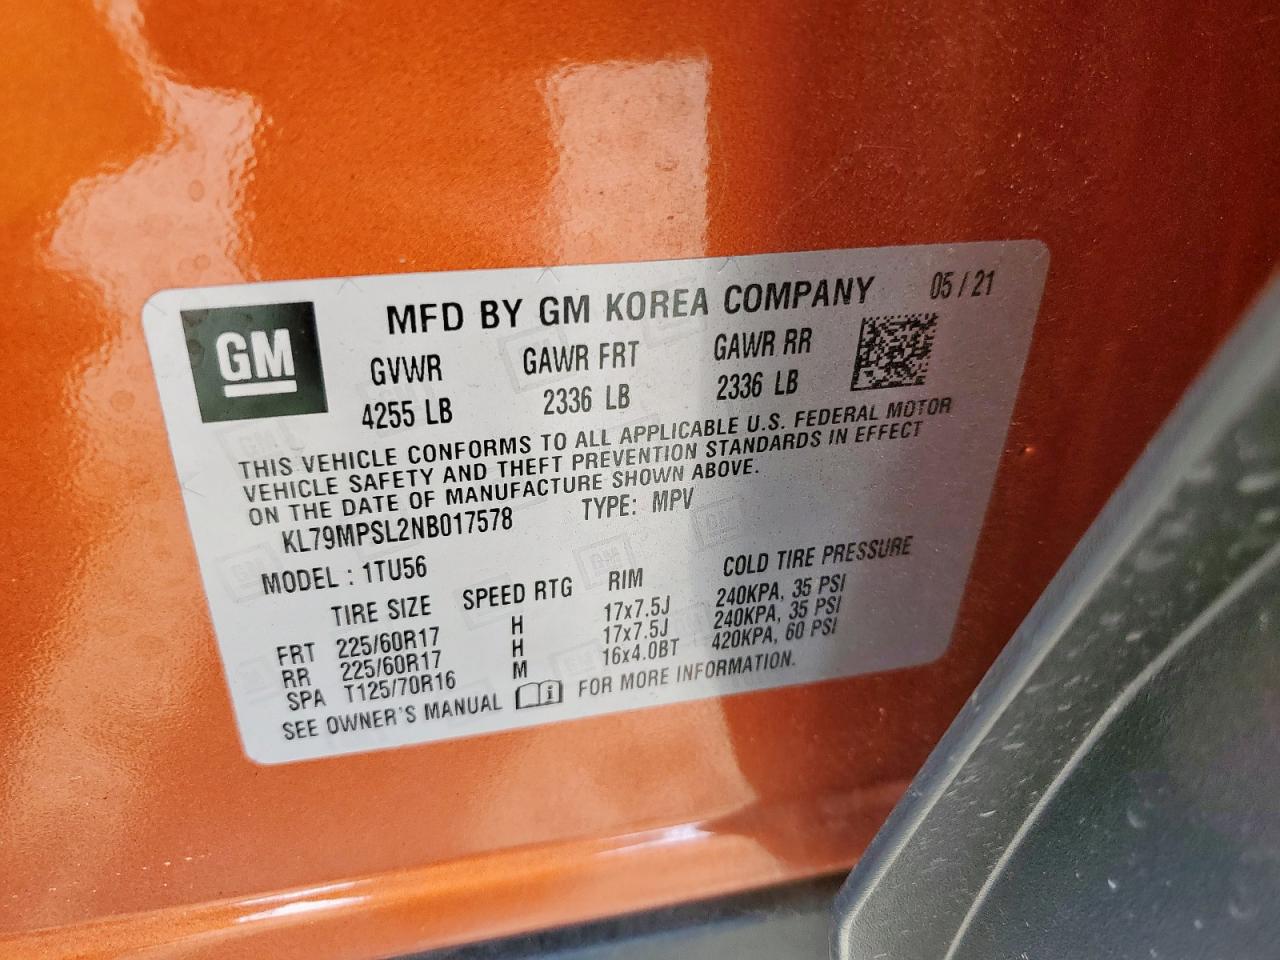 GM
MFD BY GM KOREA COMPANY 05 / 21
GVWR GAWR FRT GAWR RR
4255 LB 2336 LB 2336 LB
THIS VEHICLE CONFORMS TO ALL APPLICABLE U.S. FEDERAL MOTOR
VEHICLE SAFETY AND THEFT PREVENTION STANDARDS IN EFFECT
ON THE DATE OF MANUFACTURE SHOWN ABOVE.
KL79MPSL2NB017578 TYPE: MPV
MODEL : 1TU56
TIRE SIZE SPEED RTG RIM COLD TIRE PRESSURE
FRT 225/60R17 H 17x7.5J 240KPA, 35 PSI
RR 225/60R17 H 17x7.5J 240KPA, 35 PSI
SPA T125/70R16 M 16x4.0BT 420KPA, 60 PSI
SEE OWNER'S MANUAL FOR MORE INFORMATION.